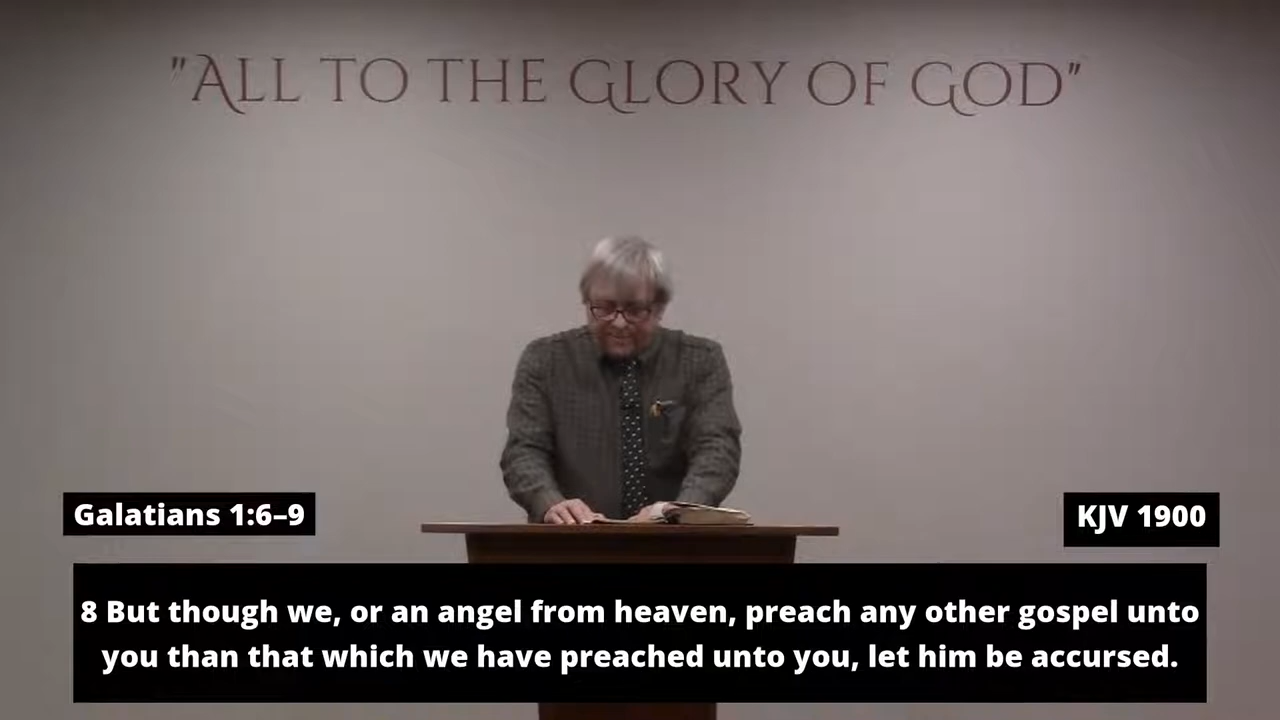 "ALL TO THE GLORY OF GOD"
Galatians 1:6–9
KJV 1900
8 But though we, or an angel from heaven, preach any other gospel unto
you than that which we have preached unto you, let him be accursed.